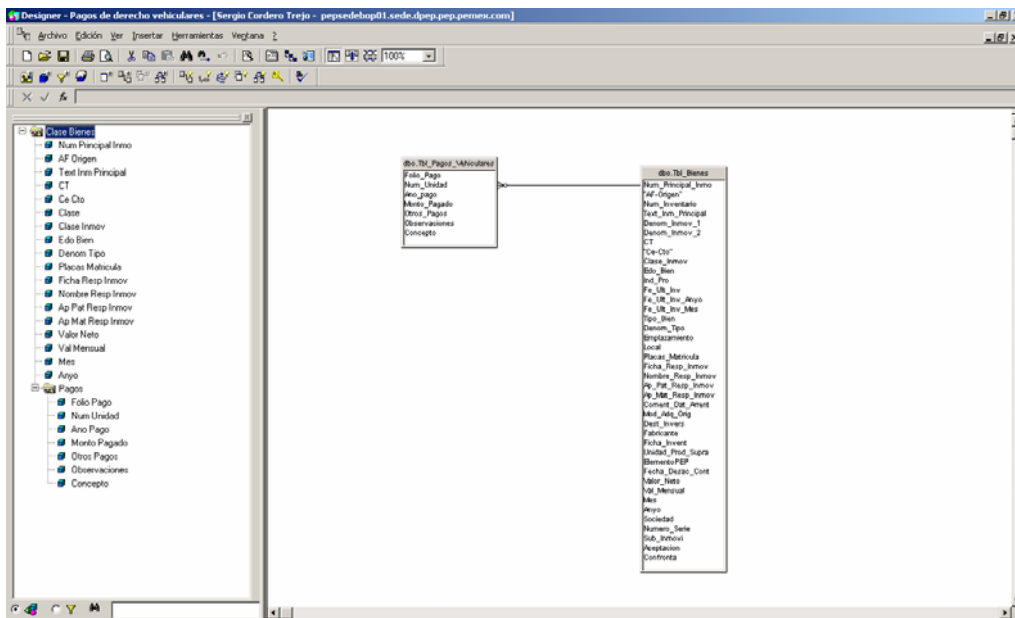 Designer - Pagos de derecho vehiculares - [Sergio Cordero Trejo - pepsedebop01.sede.dpep.pep.pemex.com]
Archivo Edición Ver Insertar Herramientas Ventana ?
100%
Clase Bienes
Num Principal Inmo
AF Origen
Text Inm Principal
CT
Ce Cto
Clase
Clase Inmov
Edo Bien
Denom Tipo
Placas Matricula
Ficha Resp Inmov
Nombre Resp Inmov
Ap Pat Resp Inmov
Ap Mat Resp Inmov
Valor Neto
Val Mensual
Mes
Anyo
Pagos
Folio Pago
Num Unidad
Ano Pago
Monto Pagado
Otros Pagos
Observaciones
Concepto
dbo.Tbl_Pagos_Vehiculares
Folio_Pago
Num_Unidad
Ano_pago
Monto_Pagado
Otros_Pagos
Observaciones
Concepto
dbo.Tbl_Bienes
Num_Principal_Inmo
"AF-Origen"
Num_Inventario
Text_Inm_Principal
Denom_Inmov_1
Denom_Inmov_2
CT
"Ce-Cto"
Clase_Inmov
Edo_Bien
Ind_Pro
Fe_Ult_Inv
Fe_Ult_Inv_Anyo
Fe_Ult_Inv_Mes
Tipo_Bien
Denom_Tipo
Emplazamiento
Local
Placas_Matricula
Ficha_Resp_Inmov
Nombre_Resp_Inmov
Ap_Pat_Resp_Inmov
Ap_Mat_Resp_Inmov
Coment_Dat_Amort
Mod_Adq_Orig
Dest_Invers
Fabricante
Ficha_Invent
Unidad_Prod_Supra
ElementoPEP
Fecha_Desac_Cont
Valor_Neto
Val_Mensual
Mes
Anyo
Sociedad
Numero_Serie
Sub_Inmovi
Aceptacion
Confronta